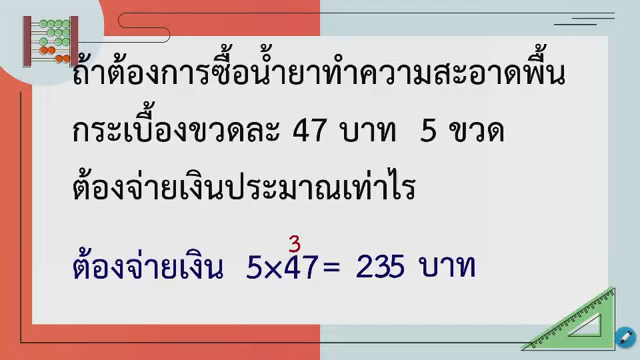 ถ้าต้องการซื้อน้ำยาทำความสะอาดพื้น
กระเบื้องขวดละ 47 บาท 5 ขวด
ต้องจ่ายเงินประมาณเท่าไร
3
ต้องจ่ายเงิน 5×47= 235 บาท